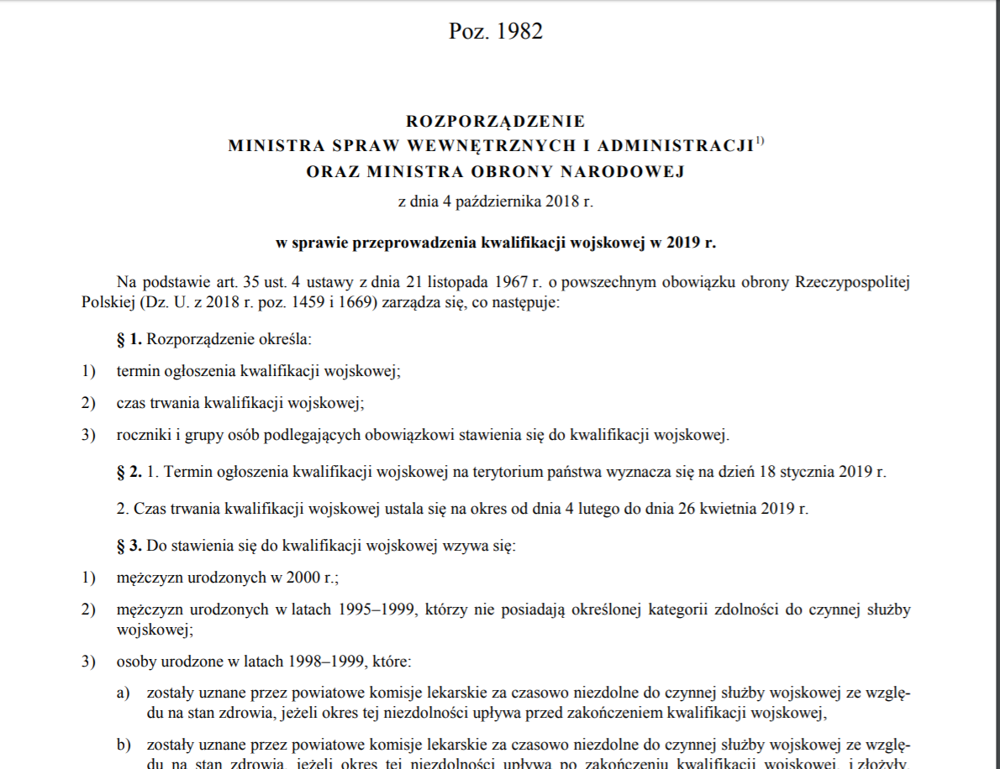 Poz. 1982
ROZPORZĄDZENIE
MINISTRA SPRAW WEWNĘTRZNYCH I ADMINISTRACJI1)
ORAZ MINISTRA OBRONY NARODOWEJ
z dnia 4 października 2018 r.
w sprawie przeprowadzenia kwalifikacji wojskowej w 2019 r.
Na podstawie art. 35 ust. 4 ustawy z dnia 21 listopada 1967 r. o powszechnym obowiązku obrony Rzeczypospolitej
Polskiej (Dz. U. z 2018 r. poz. 1459 i 1669) zarządza się, co następuje:
§ 1. Rozporządzenie określa:
1) termin ogłoszenia kwalifikacji wojskowej;
2) czas trwania kwalifikacji wojskowej;
3) roczniki i grupy osób podlegających obowiązkowi stawienia się do kwalifikacji wojskowej.
§ 2. 1. Termin ogłoszenia kwalifikacji wojskowej na terytorium państwa wyznacza się na dzień 18 stycznia 2019 r.
2. Czas trwania kwalifikacji wojskowej ustala się na okres od dnia 4 lutego do dnia 26 kwietnia 2019 r.
§ 3. Do stawienia się do kwalifikacji wojskowej wzywa się:
1) mężczyzn urodzonych w 2000 r.;
2) mężczyzn urodzonych w latach 1995–1999, którzy nie posiadają określonej kategorii zdolności do czynnej służby
wojskowej;
3) osoby urodzone w latach 1998–1999, które:
a) zostały uznane przez powiatowe komisje lekarskie za czasowo niezdolne do czynnej służby wojskowej ze wzglę-
du na stan zdrowia, jeżeli okres tej niezdolności upływa przed zakończeniem kwalifikacji wojskowej,
b) zostały uznane przez powiatowe komisje lekarskie za czasowo niezdolne do czynnej służby wojskowej ze wzglę-
du na stan zdrowia, jeżeli okres tej niezdolności upływa po zakończeniu kwalifikacji wojskowej, i złożyły,